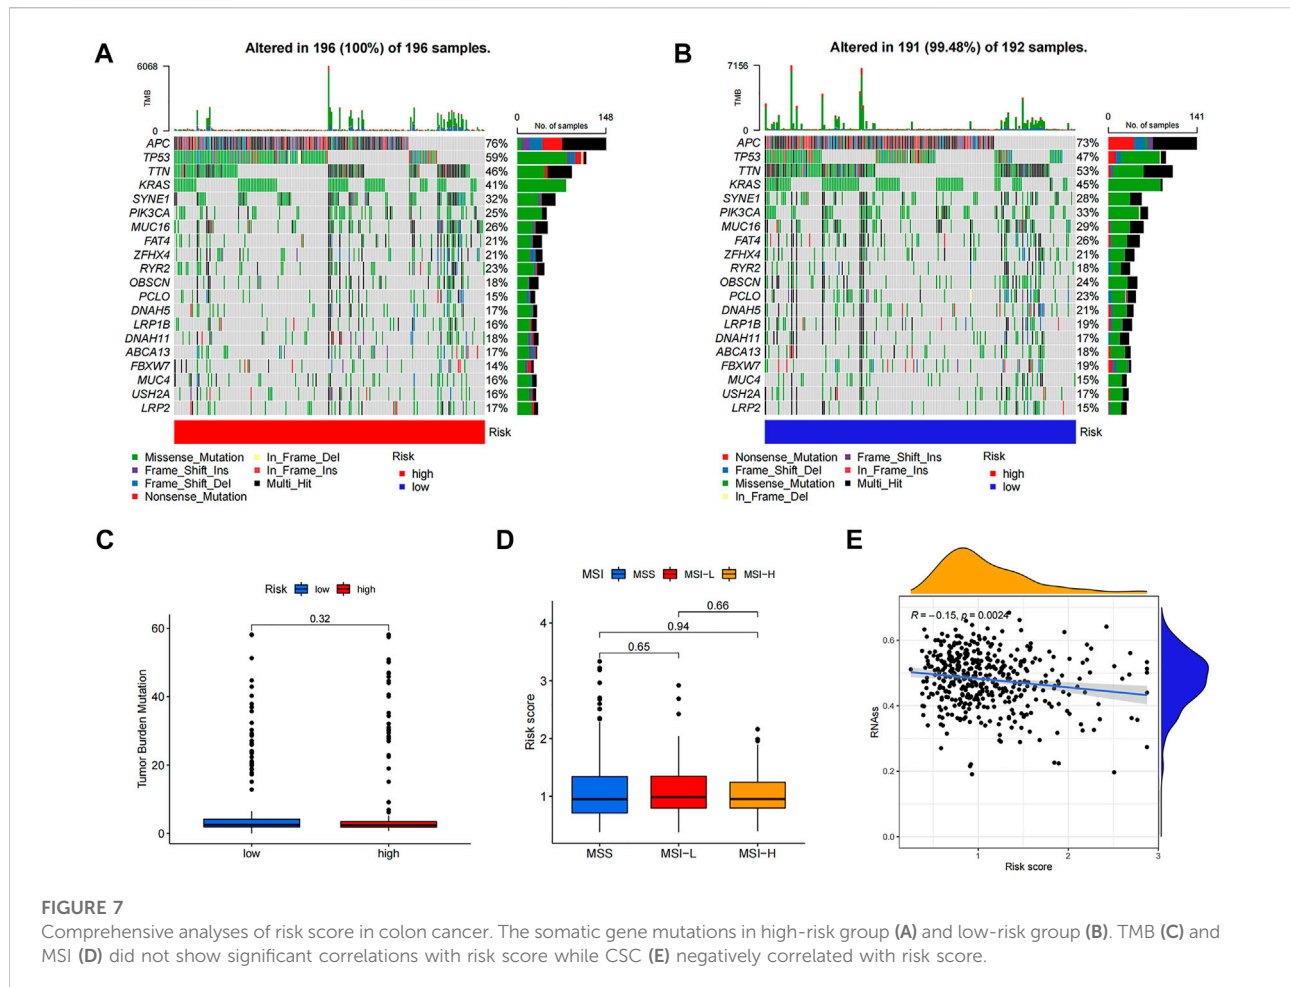 A
Altered in 196 (100%) of 196 samples.
6068
TMB
0
0 148
No. of samples
APC 76%
TP53 59%
TTN 46%
KRAS 41%
SYNE1 32%
PIK3CA 25%
MUC16 26%
FAT4 21%
ZFHX4 21%
RYR2 23%
OBSCN 18%
PCLO 15%
DNAH5 17%
LRP1B 16%
DNAH11 18%
ABCA13 17%
FBXW7 14%
MUC4 16%
USH2A 16%
LRP2 17%
Risk
Missense_Mutation In_Frame_Del Risk
Frame_Shift_Ins In_Frame_Ins high
Frame_Shift_Del Multi_Hit low
Nonsense_Mutation
B
Altered in 191 (99.48%) of 192 samples.
7156
TMB
0
0 141
No. of samples
APC 73%
TP53 47%
TTN 53%
KRAS 45%
SYNE1 28%
PIK3CA 33%
MUC16 29%
FAT4 26%
ZFHX4 21%
RYR2 18%
OBSCN 24%
PCLO 23%
DNAH5 21%
LRP1B 19%
DNAH11 17%
ABCA13 18%
FBXW7 19%
MUC4 15%
USH2A 17%
LRP2 15%
Risk
Nonsense_Mutation Frame_Shift_Ins Risk
Frame_Shift_Del In_Frame_Ins high
Missense_Mutation Multi_Hit low
In_Frame_Del
C
Risk low high
0.32
60
40
20
0
Tumor Burden Mutation
low high
D
MSI MSS MSI-L MSI-H
0.66
0.94
0.65
4
3
2
1
Risk score
MSS MSI-L MSI-H
E
R = −0.15, p = 0.0024
0.6
0.4
0.2
0.0
RNAss
1 2 3
Risk score
FIGURE 7
Comprehensive analyses of risk score in colon cancer. The somatic gene mutations in high-risk group (A) and low-risk group (B). TMB (C) and
MSI (D) did not show significant correlations with risk score while CSC (E) negatively correlated with risk score.